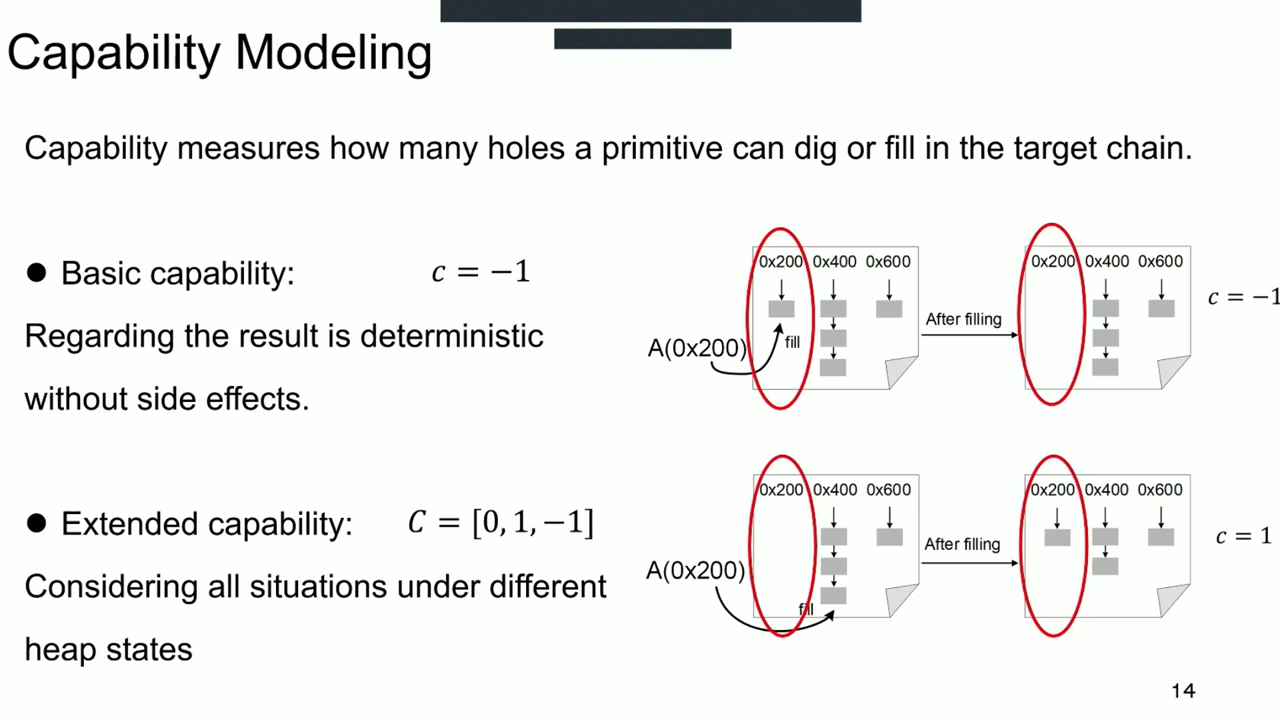 Capability Modeling
Capability measures how many holes a primitive can dig or fill in the target chain.
● Basic capability: c = −1
Regarding the result is deterministic
without side effects.
● Extended capability: C = [0, 1, −1]
Considering all situations under different
heap states
0x200 0x400 0x600
A(0x200)
fill
After filling
0x200 0x400 0x600
c = −1
0x200 0x400 0x600
A(0x200)
fill
After filling
0x200 0x400 0x600
c = 1
14